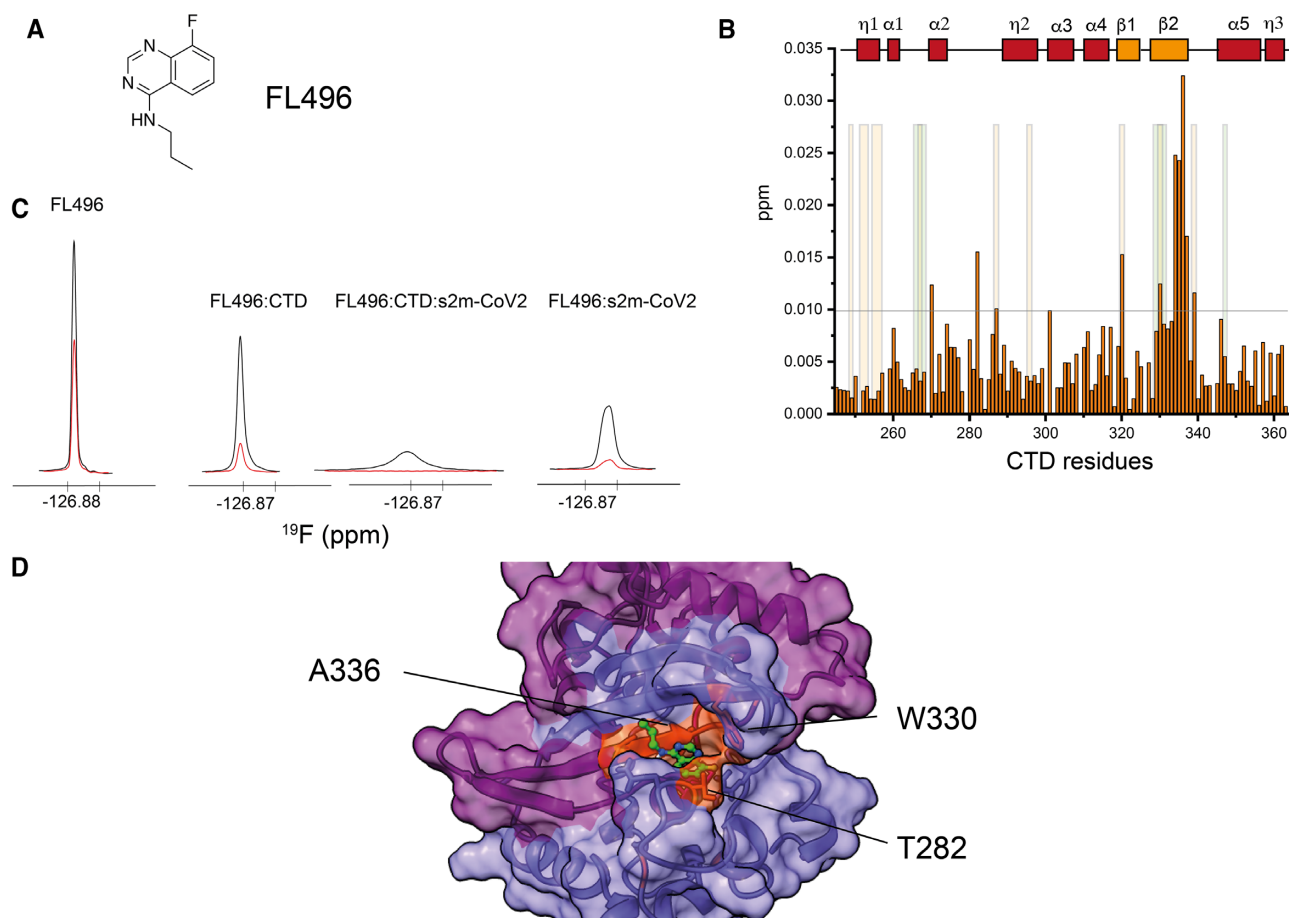 A
F
N
N
HN
FL496
B
η1 α1 α2 η2 α3 α4 β1 β2 α5 η3
0.035
0.030
0.025
0.020
0.015
0.010
0.005
0.000
ppm
260 280 300 320 340 360
CTD residues
C
FL496
FL496:CTD
FL496:CTD:s2m-CoV2
FL496:s2m-CoV2
-126.88 -126.87 -126.87 -126.87
¹⁹F (ppm)
D
A336
W330
T282